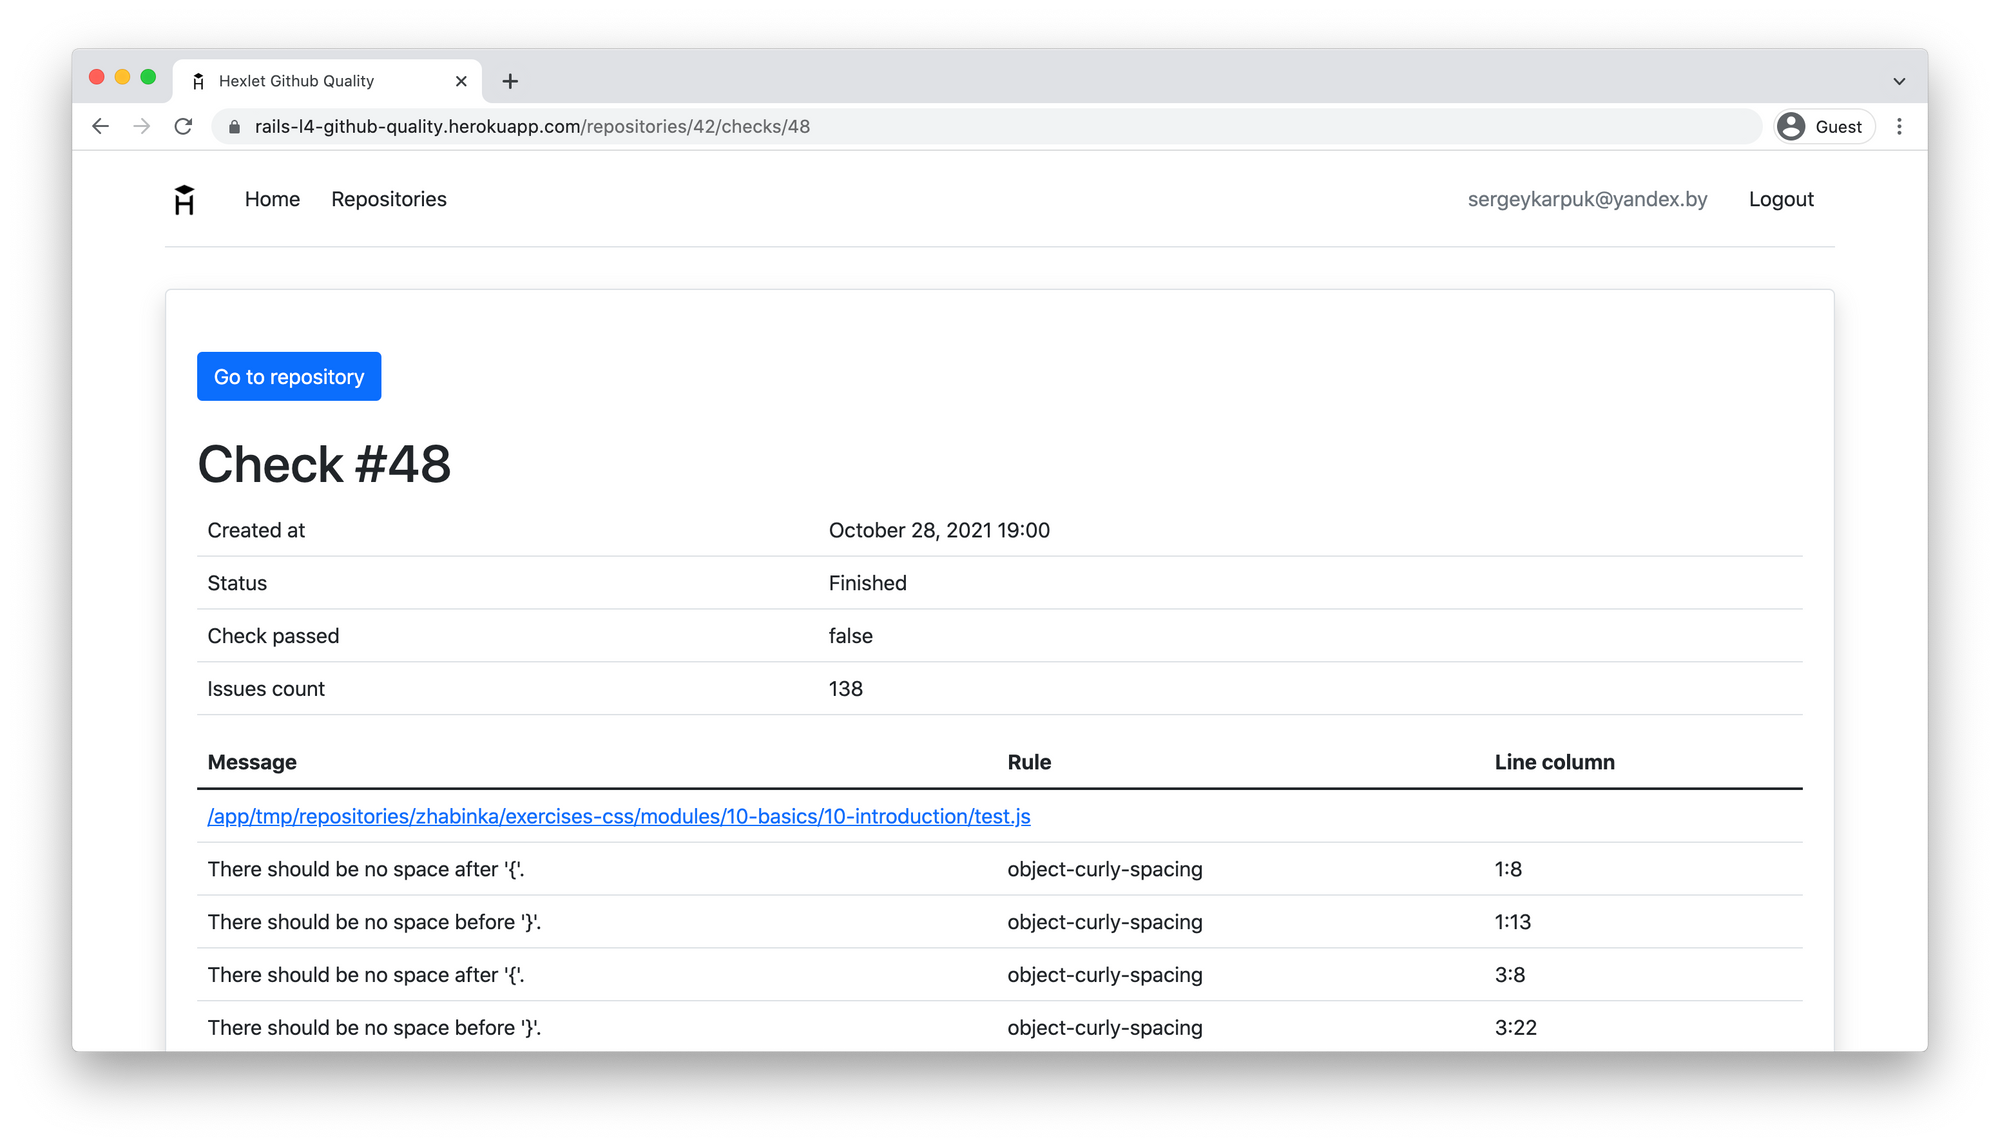 Hexlet Github Quality
rails-l4-github-quality.herokuapp.com/repositories/42/checks/48
Guest
H
Home
Repositories
sergeykarpuk@yandex.by
Logout
Go to repository
Check #48
Created at October 28, 2021 19:00
Status Finished
Check passed false
Issues count 138
Message Rule Line column
/app/tmp/repositories/zhabinka/exercises-css/modules/10-basics/10-introduction/test.js
There should be no space after '{'. object-curly-spacing 1:8
There should be no space before '}'. object-curly-spacing 1:13
There should be no space after '{'. object-curly-spacing 3:8
There should be no space before '}'. object-curly-spacing 3:22